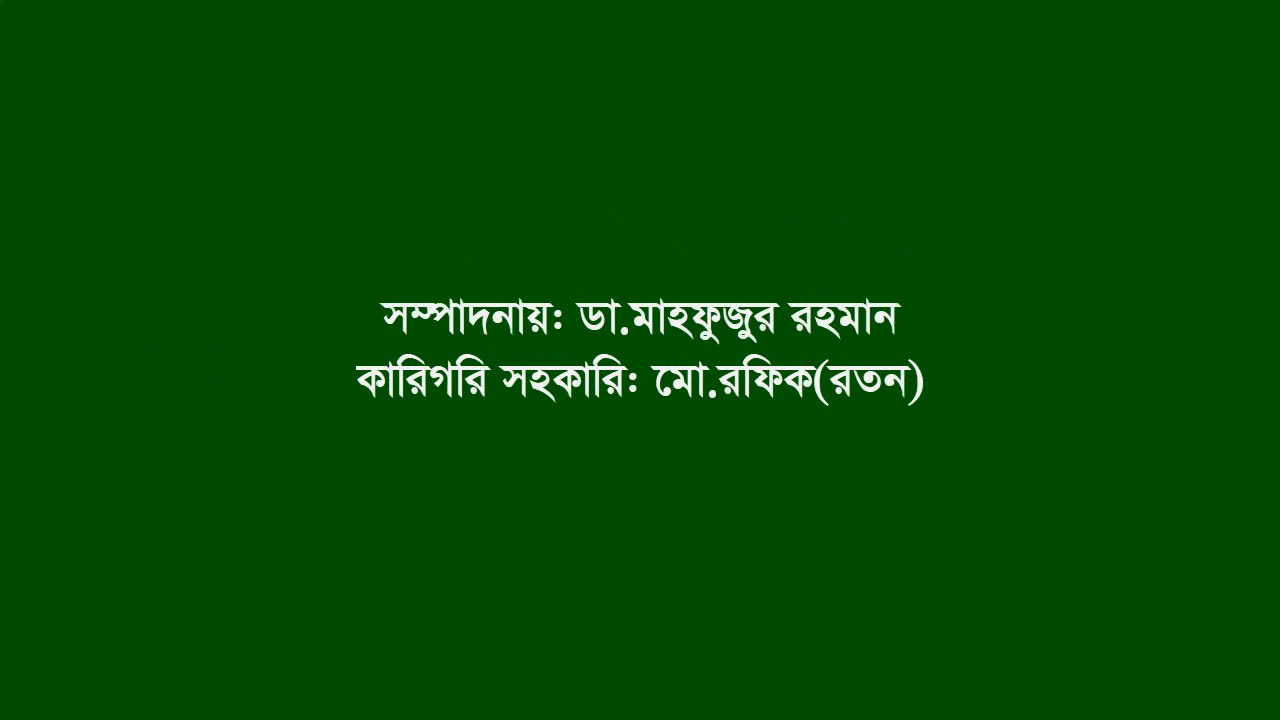 সম্পাদনায়ঃ ডা.মাহফুজুর রহমান
কারিগরি সহকারিঃ মো.রফিক(রতন)